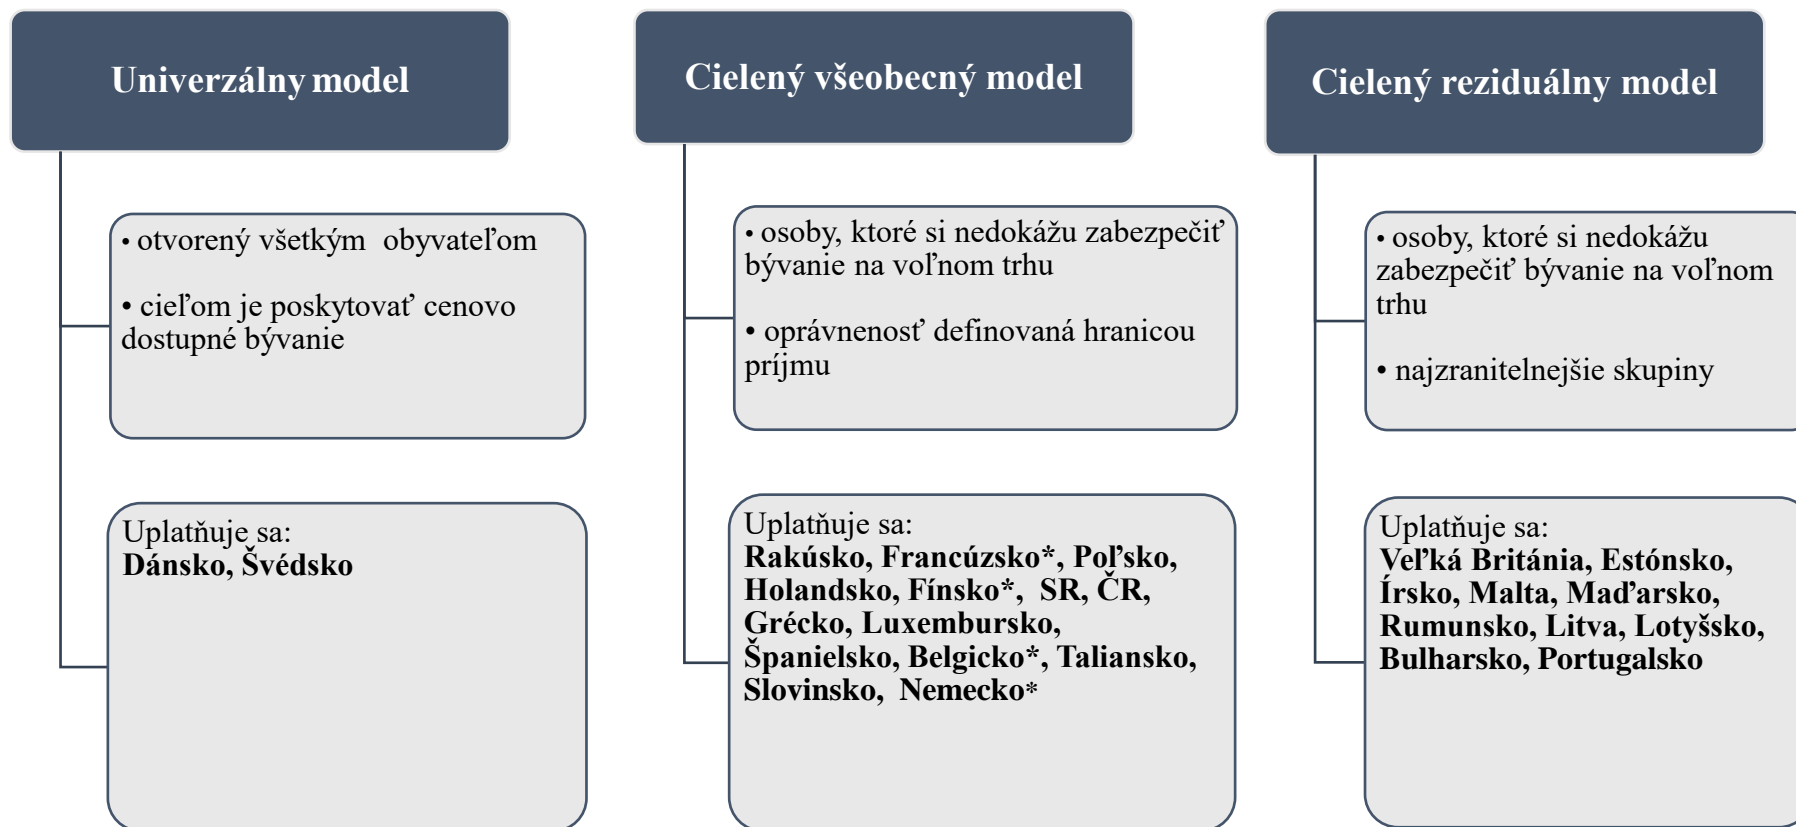 Univerzálny model
• otvorený všetkým obyvateľom
• cieľom je poskytovať cenovo
dostupné bývanie
Uplatňuje sa:
Dánsko, Švédsko
Cielený všeobecný model
• osoby, ktoré si nedokážu zabezpečiť
bývanie na voľnom trhu
• oprávnenosť definovaná hranicou
príjmu
Uplatňuje sa:
Rakúsko, Francúzsko*, Poľsko,
Holandsko, Fínsko*, SR, ČR,
Grécko, Luxembursko,
Španielsko, Belgicko*, Taliansko,
Slovinsko, Nemecko*
Cielený reziduálny model
• osoby, ktoré si nedokážu
zabezpečiť bývanie na voľnom
trhu
• najzranitelnejšie skupiny
Uplatňuje sa:
Veľká Británia, Estónsko,
Írsko, Malta, Maďarsko,
Rumunsko, Litva, Lotyšsko,
Bulharsko, Portugalsko